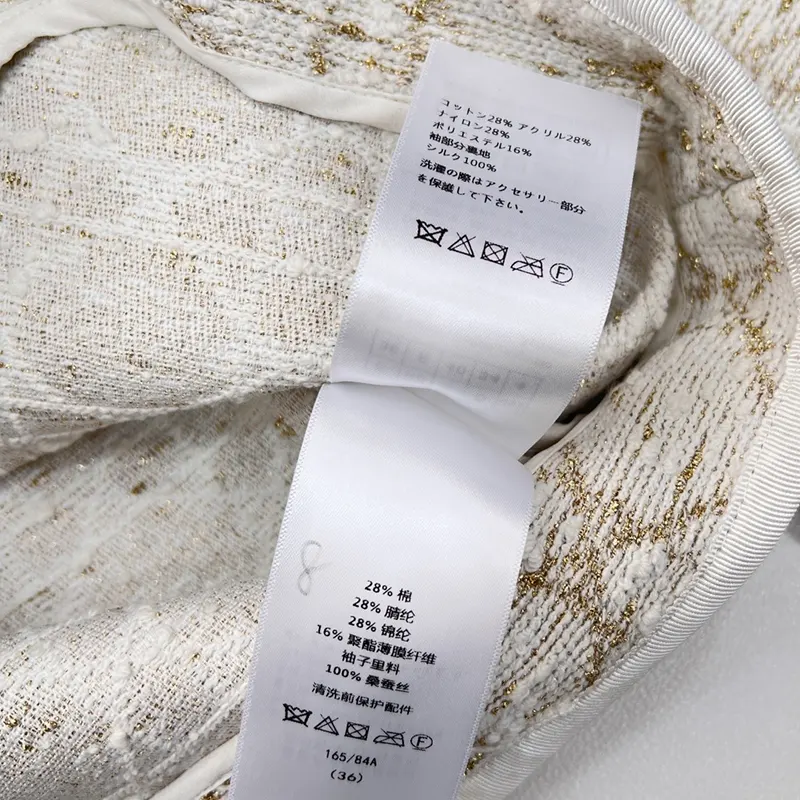 コットン28% アクリル28%
ナイロン28%
ポリエステル16%
袖部分裏地
シルク100%
洗濯の際はアクセサリー部分
を保護して下さい。
F
8
28% 棉
28% 腈纶
28% 锦纶
16% 聚酯薄膜纤维
袖子里料
100% 桑蚕丝
清洗前保护配件
F
165/84A
(36)